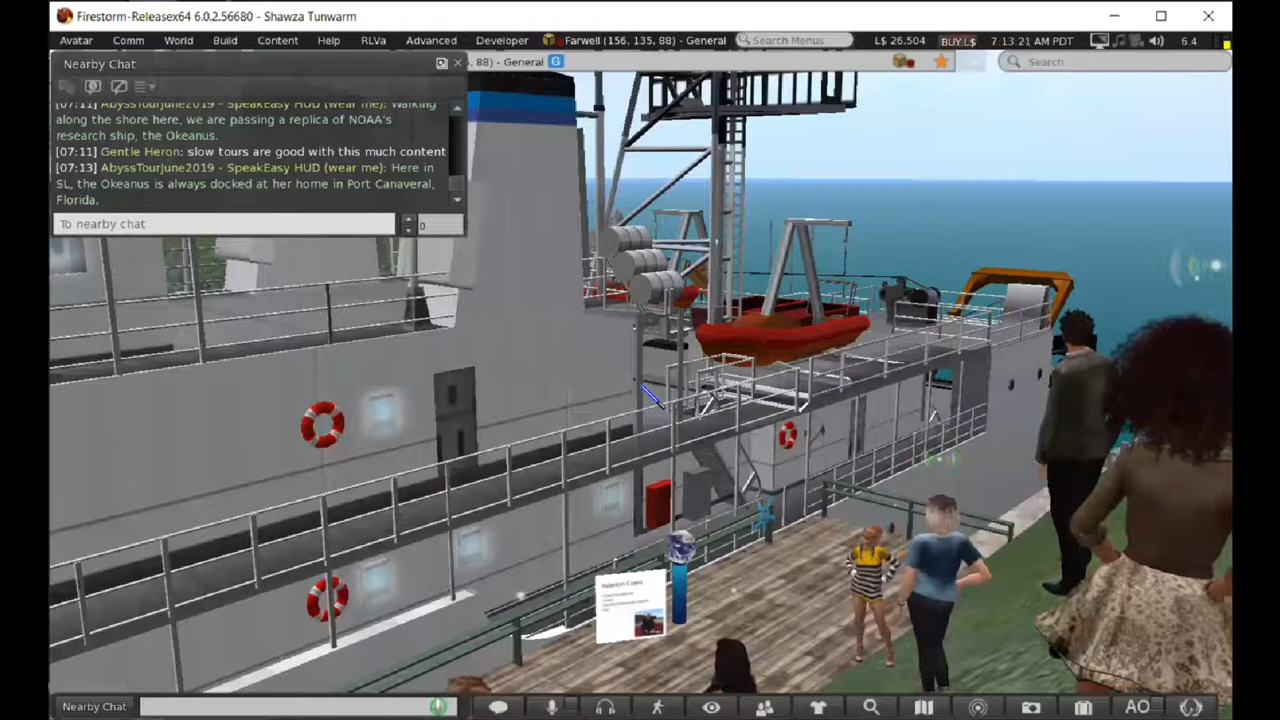 Firestorm-Releasex64 6.0.2.56680 - Shawza Tunwarm
Avatar Comm World Build Content Help RLVa Advanced Developer Farwell (156, 135, 88) - General Search Menus L$ 26,504 BUY L$ 7:13:21 AM PDT 6.4
Nearby Chat
5, 88) - General G
Search
[07:11] AbyssTourJune2019 - SpeakEasy HUD (wear me): Walking
along the shore here, we are passing a replica of NOAA's
research ship, the Okeanus.
[07:11] Gentle Heron: slow tours are good with this much content
[07:13] AbyssTourJune2019 - SpeakEasy HUD (wear me): Here in
SL, the Okeanus is always docked at her home in Port Canaveral,
Florida.
To nearby chat
0
Nearby Chat
AO